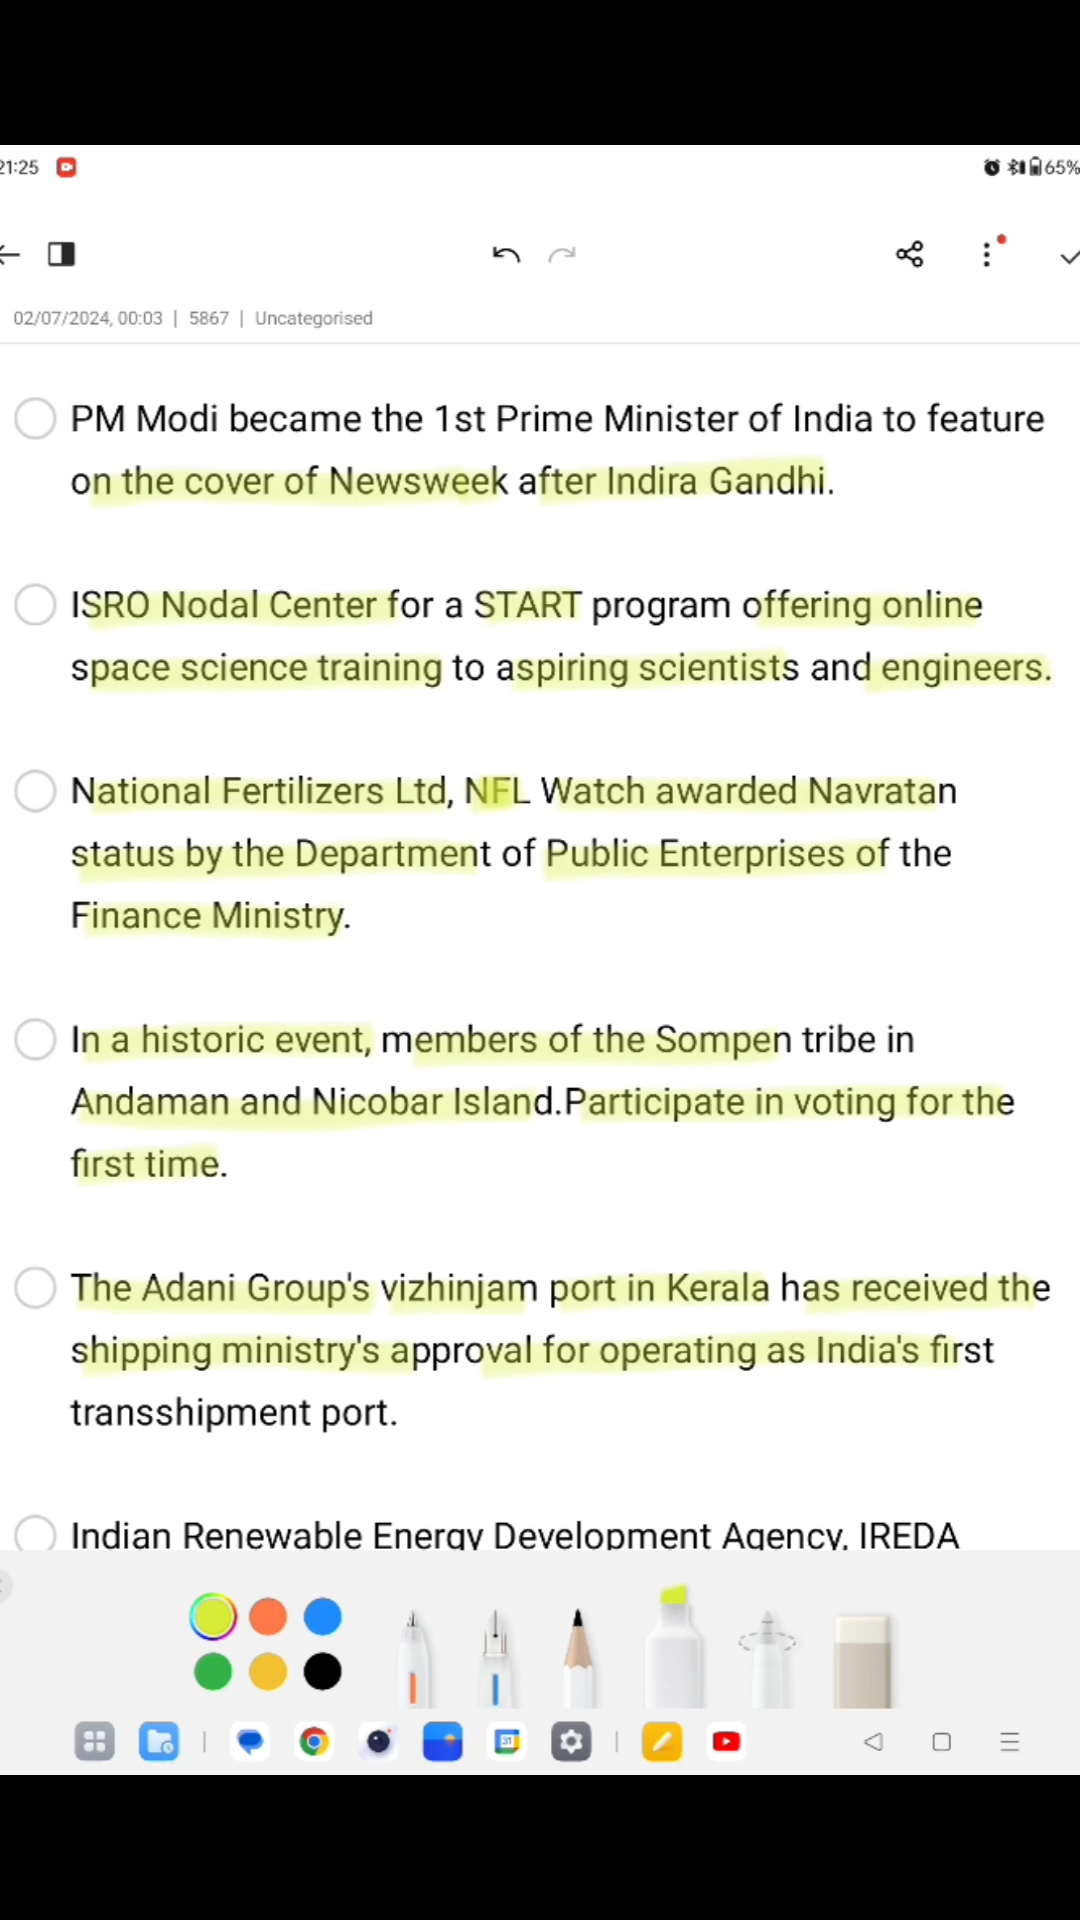 21:25
65%
02/07/2024, 00:03 | 5867 | Uncategorised
PM Modi became the 1st Prime Minister of India to feature
on the cover of Newsweek after Indira Gandhi.
ISRO Nodal Center for a START program offering online
space science training to aspiring scientists and engineers.
National Fertilizers Ltd, NFL Watch awarded Navratan
status by the Department of Public Enterprises of the
Finance Ministry.
In a historic event, members of the Sompen tribe in
Andaman and Nicobar Island.Participate in voting for the
first time.
The Adani Group's vizhinjam port in Kerala has received the
shipping ministry's approval for operating as India's first
transshipment port.
Indian Renewable Energy Development Agency, IREDA
31